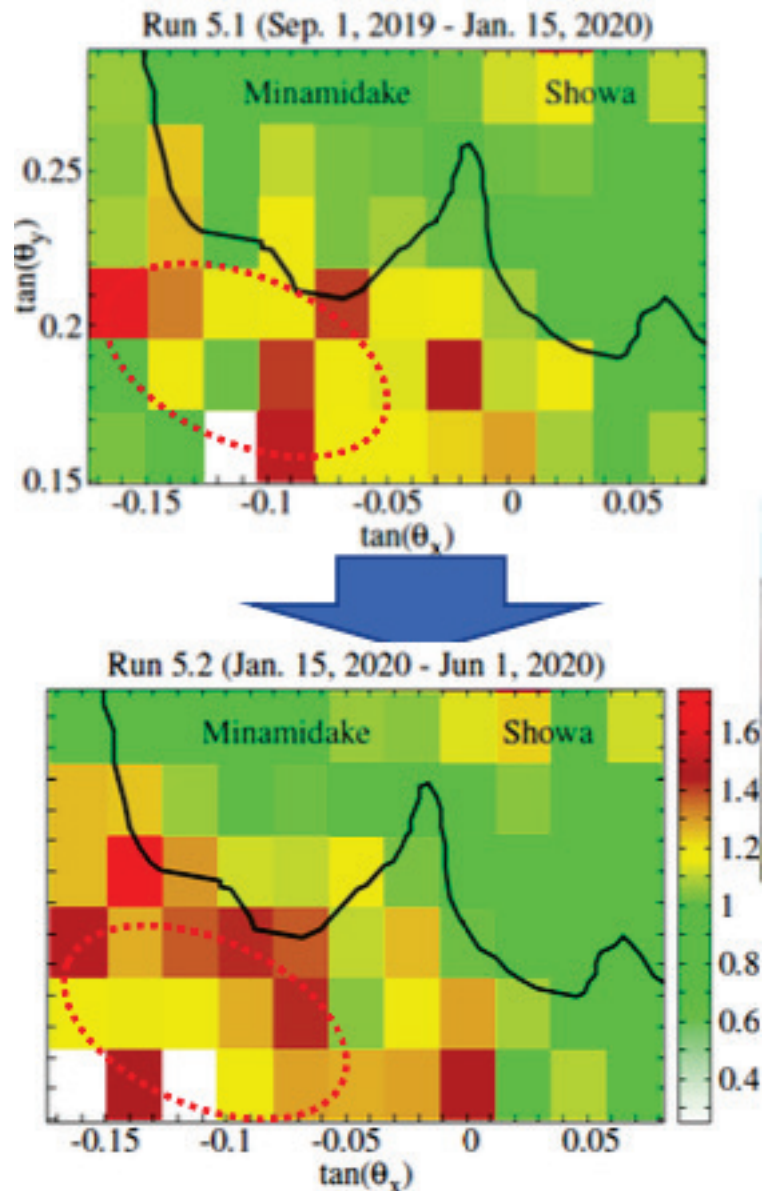 Run 5.1 (Sep. 1, 2019 - Jan. 15, 2020)
Minamidake Showa
0.25
0.2
0.15
tan(θy)
-0.15 -0.1 -0.05 0 0.05
tan(θx)
Run 5.2 (Jan. 15, 2020 - Jun 1, 2020)
Minamidake Showa
1.6
1.4
1.2
1
0.8
0.6
0.4
-0.15 -0.1 -0.05 0 0.05
tan(θx)